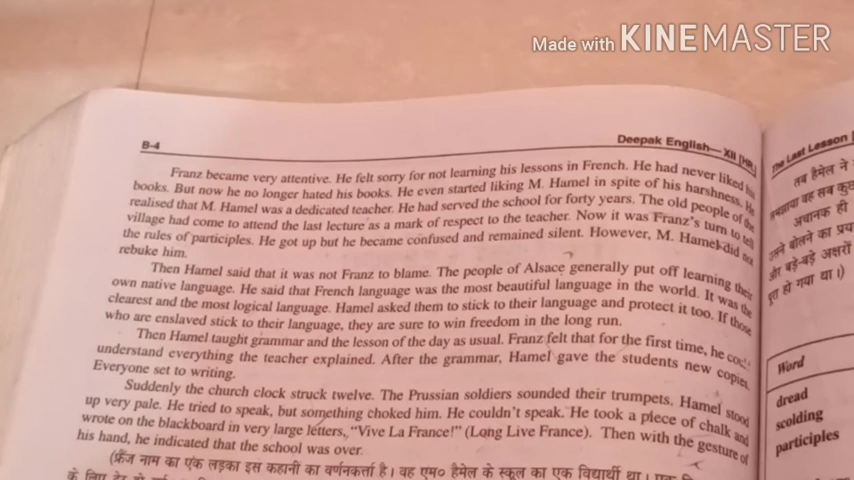 Made with KINEMASTER
B-4 Deepak English—XII [HR]
Franz became very attentive. He felt sorry for not learning his lessons in French. He had never liked his
books. But now he no longer hated his books. He even started liking M. Hamel in spite of his harshness. He
realised that M. Hamel was a dedicated teacher. He had served the school for forty years. The old people of the
village had come to attend the last lecture as a mark of respect to the teacher. Now it was Franz's turn to tell
the rules of participles. He got up but he became confused and remained silent. However, M. Hamel did not
rebuke him.
Then Hamel said that it was not Franz to blame. The people of Alsace generally put off learning their
own native language. He said that French language was the most beautiful language in the world. It was the
clearest and the most logical language. Hamel asked them to stick to their language and protect it too. If those
who are enslaved stick to their language, they are sure to win freedom in the long run.
Then Hamel taught grammar and the lesson of the day as usual. Franz felt that for the first time, he
understand everything the teacher explained. After the grammar, Hamel gave the students new copies.
Everyone set to writing.
Suddenly the church clock struck twelve. The Prussian soldiers sounded their trumpets. Hamel stood
up very pale. He tried to speak, but something choked him. He couldn't speak. He took a piece of chalk and
wrote on the blackboard in very large letters, "Vive La France!" (Long Live France). Then with the gesture of
his hand, he indicated that the school was over.
(फ्रैंज नाम का एक लड़का इस कहानी का वर्णनकर्ता है। वह एम० हैमेल के स्कूल का एक विद्यार्थी था।
के लिए देर
The Last Lesson
तब हैमेल ने
समझाया वह सब कुछ
अचानक ही
उसने बोलने का
और बड़े-बड़े अक्षरों
हो गया था।)
Word
dread
scolding
participles